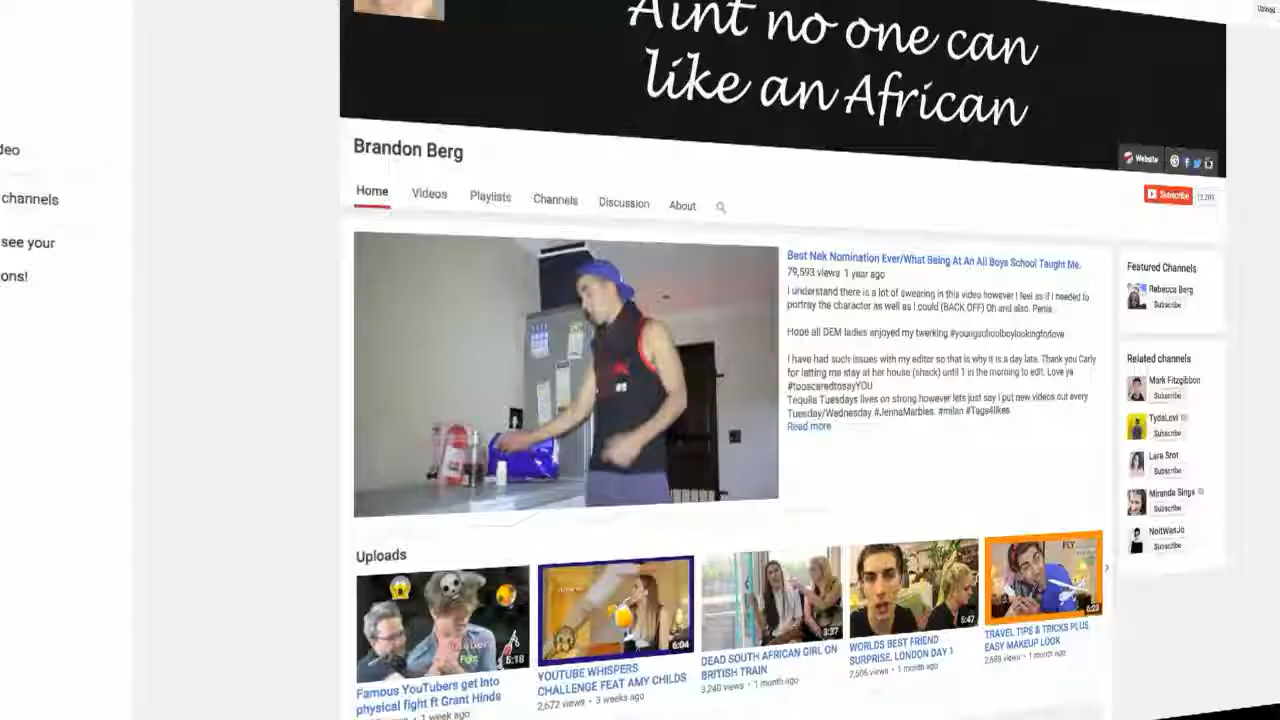 Upload
Aint no one can
like an African
deo
channels
see your
ons!
Brandon Berg
Website
Home Videos Playlists Channels Discussion About
Subscribe
Best Nek Nomination Ever/What Being At An All Boys School Taught Me.
79,593 views 1 year ago
I understand there is a lot of swearing in this video however I feel as if I needed to
portray the character as well as I could (BACK OFF) Oh and also. Penis
Hope all DEM ladies enjoyed my twerking #youngschoolboylookingforlove
I have had such issues with my editor so that is why it is a day late. Thank you Carly
for letting me stay at her house (shack) until 1 in the morning to edit. Love ya
#tooscaredtosayYOU
Tequila Tuesdays lives on strong however lets just say I put new videos out every
Tuesday/Wednesday #JennaMarbles. #milan #Tags4likes
Read more
Featured Channels
Rebecca Berg
Subscribe
Related channels
Mark Fitzgibbon
Subscribe
TydeLevi
Subscribe
Lara Srot
Subscribe
Miranda Sings
Subscribe
NoitWasJo
Subscribe
Uploads
5:18
6:04
3:37
5:47
FLY
6:23
Famous YouTubers get into
physical fight ft Grant Hinds
1 week ago
YOUTUBE WHISPERS
CHALLENGE FEAT AMY CHILDS
2,672 views • 3 weeks ago
DEAD SOUTH AFRICAN GIRL ON
BRITISH TRAIN
3,240 views • 1 month ago
WORLDS BEST FRIEND
SURPRISE. LONDON DAY 1
2,606 views • 1 month ago
TRAVEL TIPS & TRICKS PLUS
EASY MAKEUP LOOK
2,688 views • 1 month ago